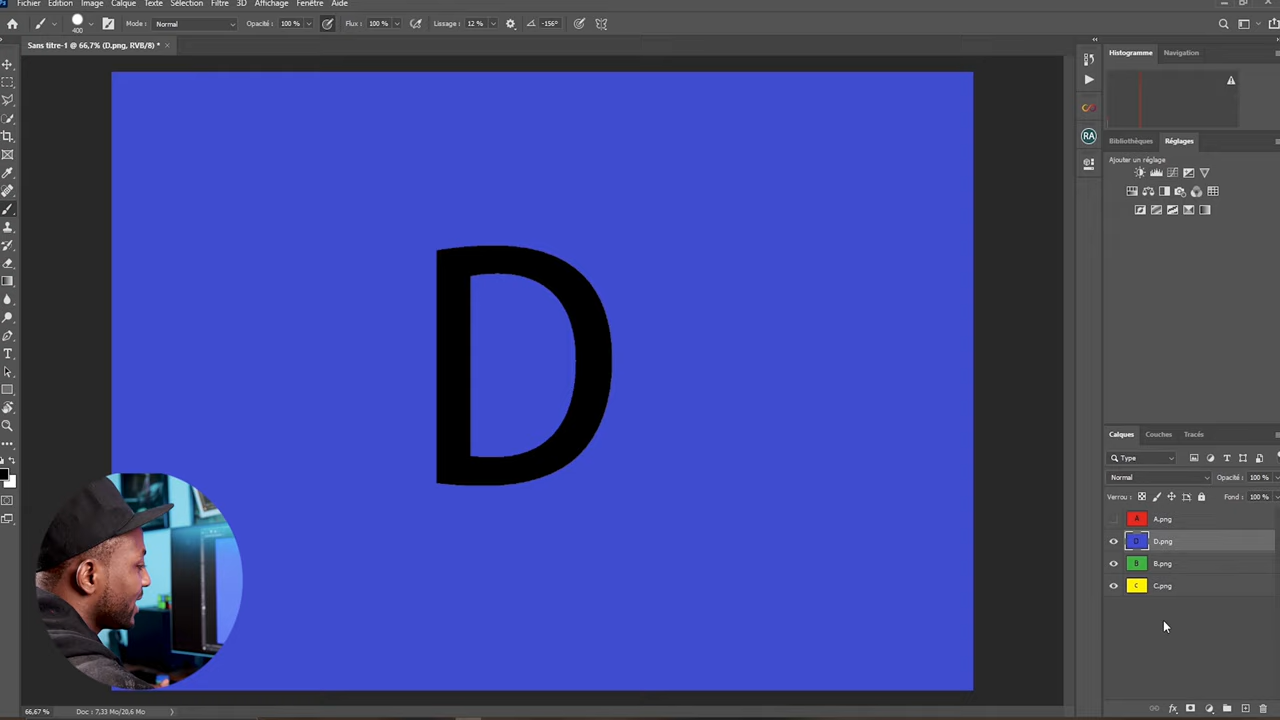 Fichier Edition Image Calque Texte Sélection Filtre 3D Affichage Fenêtre Aide
400 Mode : Normal Opacité : 100 % Flux : 100 % Lissage : 12 % -156°
Sans titre-1 @ 66,7% (D.png, RVB/8) * ×
Histogramme Navigation
RA
Bibliothèques Réglages
Ajouter un réglage
D
Calques Couches Tracés
Type
Normal Opacité : 100 %
Verrou : Fond : 100 %
A A.png
D D.png
B B.png
C C.png
66,67 % Doc : 7,33 Mo/20,6 Mo